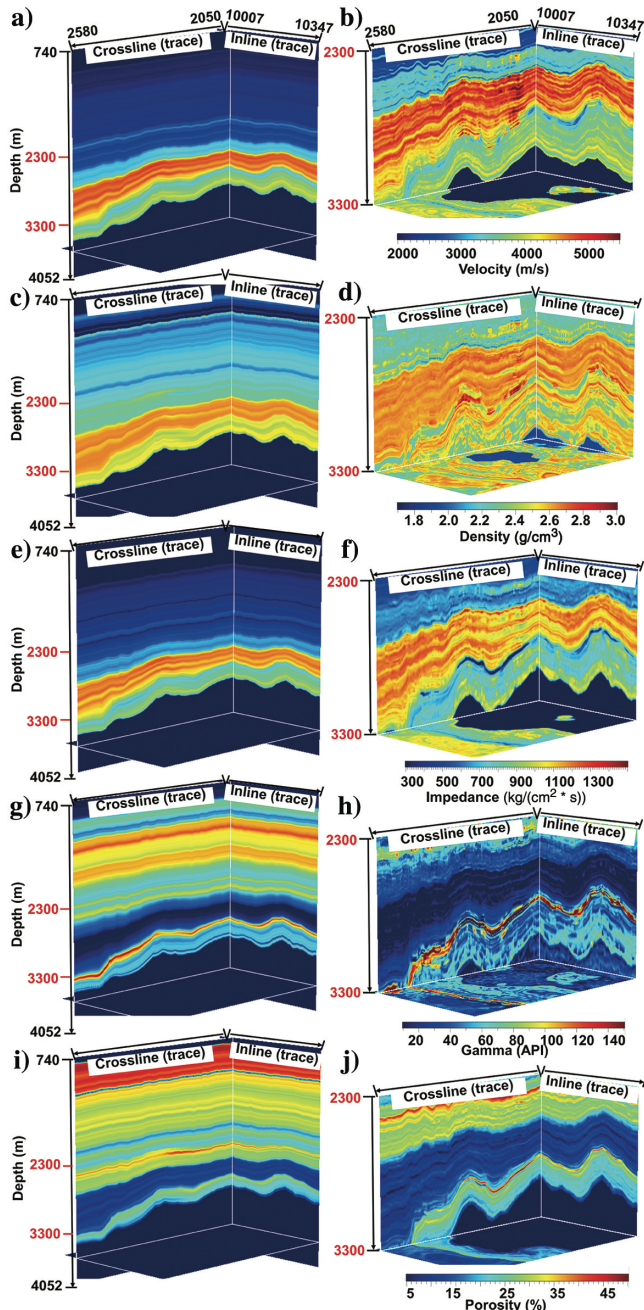 a)
2580
2050
10007
10347
Crossline (trace)
Inline (trace)
740
2300
3300
4052
Depth (m)
b)
2580
2050
10007
10347
Crossline (trace)
Inline (trace)
2300
3300
2000 3000 4000 5000
Velocity (m/s)
c)
Crossline (trace)
Inline (trace)
740
2300
3300
4052
Depth (m)
d)
Crossline (trace)
Inline (trace)
2300
3300
1.8 2.0 2.2 2.4 2.6 2.8 3.0
Density (g/cm³)
e)
Crossline (trace)
Inline (trace)
740
2300
3300
4052
Depth (m)
f)
Crossline (trace)
Inline (trace)
2300
3300
300 500 700 900 1100 1300
Impedance (kg/(cm² * s))
g)
Crossline (trace)
Inline (trace)
740
2300
3300
4052
Depth (m)
h)
Crossline (trace)
Inline (trace)
2300
3300
20 40 60 80 100 120 140
Gamma (API)
i)
Crossline (trace)
Inline (trace)
740
2300
3300
4052
Depth (m)
j)
Crossline (trace)
Inline (trace)
2300
3300
5 15 25 35 45
Porosity (%)